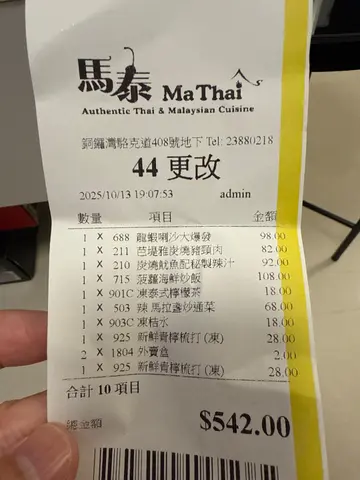 馬泰 MaThai
Authentic Thai & Malaysian Cuisine
銅鑼灣駱克道408號地下 Tel: 23880218
44 更改
2025/10/13 19:07:53 admin
數量 項目 金額
1 X 688 龍蝦喇沙大爆發 98.00
1 X 211 芭堤雅炭燒豬頸肉 82.00
1 X 210 炭燒魷魚配秘製辣汁 92.00
1 X 715 菠蘿海鮮炒飯 108.00
1 X 901C 凍泰式檸檬茶 18.00
1 X 503 辣馬拉盞炒通菜 68.00
1 X 903C 凍桔水 18.00
1 X 925 新鮮青檸梳打 (凍) 28.00
2 X 1804 外賣盒 2.00
1 X 925 新鮮青檸梳打 (凍) 28.00
合計 10 項目
總金額 $542.00